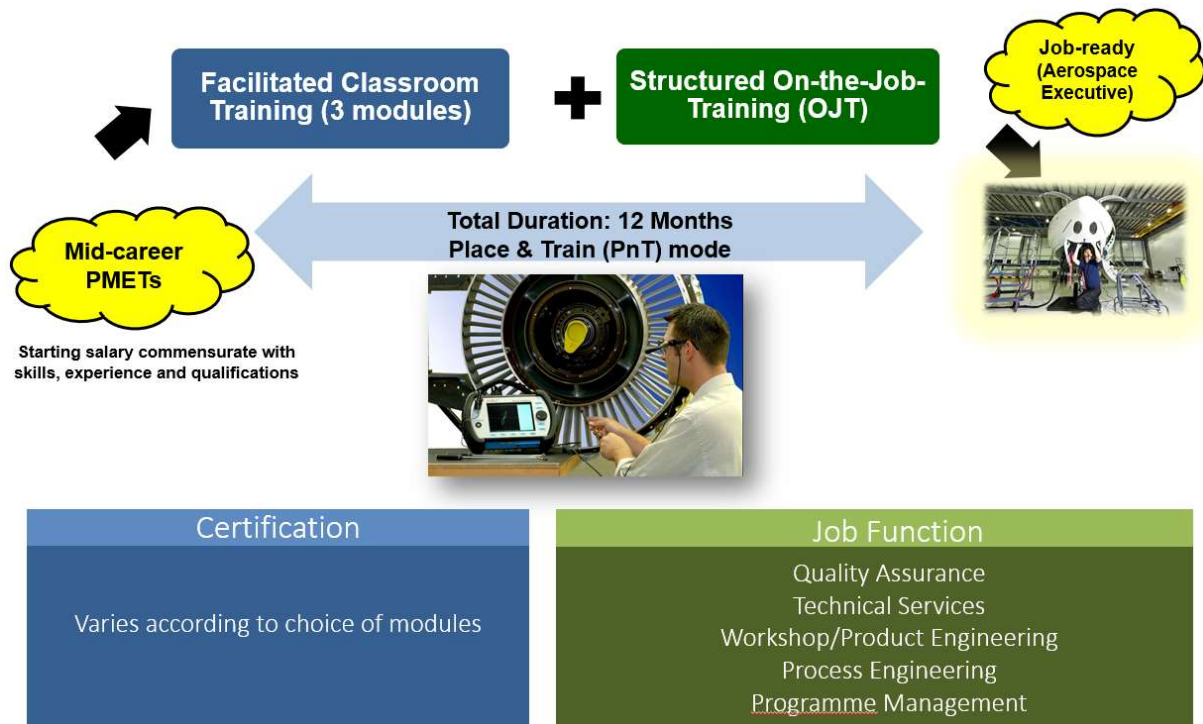 Facilitated Classroom
Training (3 modules)
Structured On-the-Job-
Training (OJT)
Job-ready
(Aerospace
Executive)
Total Duration: 12 Months
Place & Train (PnT) mode
Mid-career
PMETs
Starting salary commensurate with
skills, experience and qualifications
Certification
Varies according to choice of modules
Job Function
Quality Assurance
Technical Services
Workshop/Product Engineering
Process Engineering
Programme Management